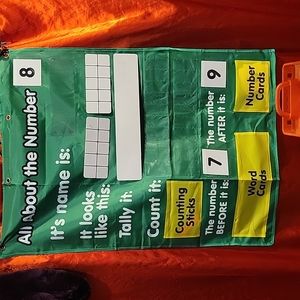 All About the Number 8
It's name is:
It looks
like this:
Tally it:
Count it:
Counting
Sticks
The number
BEFORE it is:
7
The number
AFTER it is:
9
Word
Cards
Number
Cards